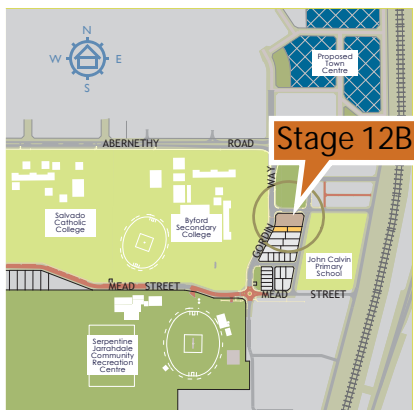 N
W
E
S
Proposed
Town
Centre
ABERNETHY ROAD
Stage 12B
GORDIN WAY
Salvado
Catholic
College
Byford
Secondary
College
John Calvin
Primary
School
MEAD STREET
MEAD STREET
Serpentine
Jarrahdale
Community
Recreation
Centre